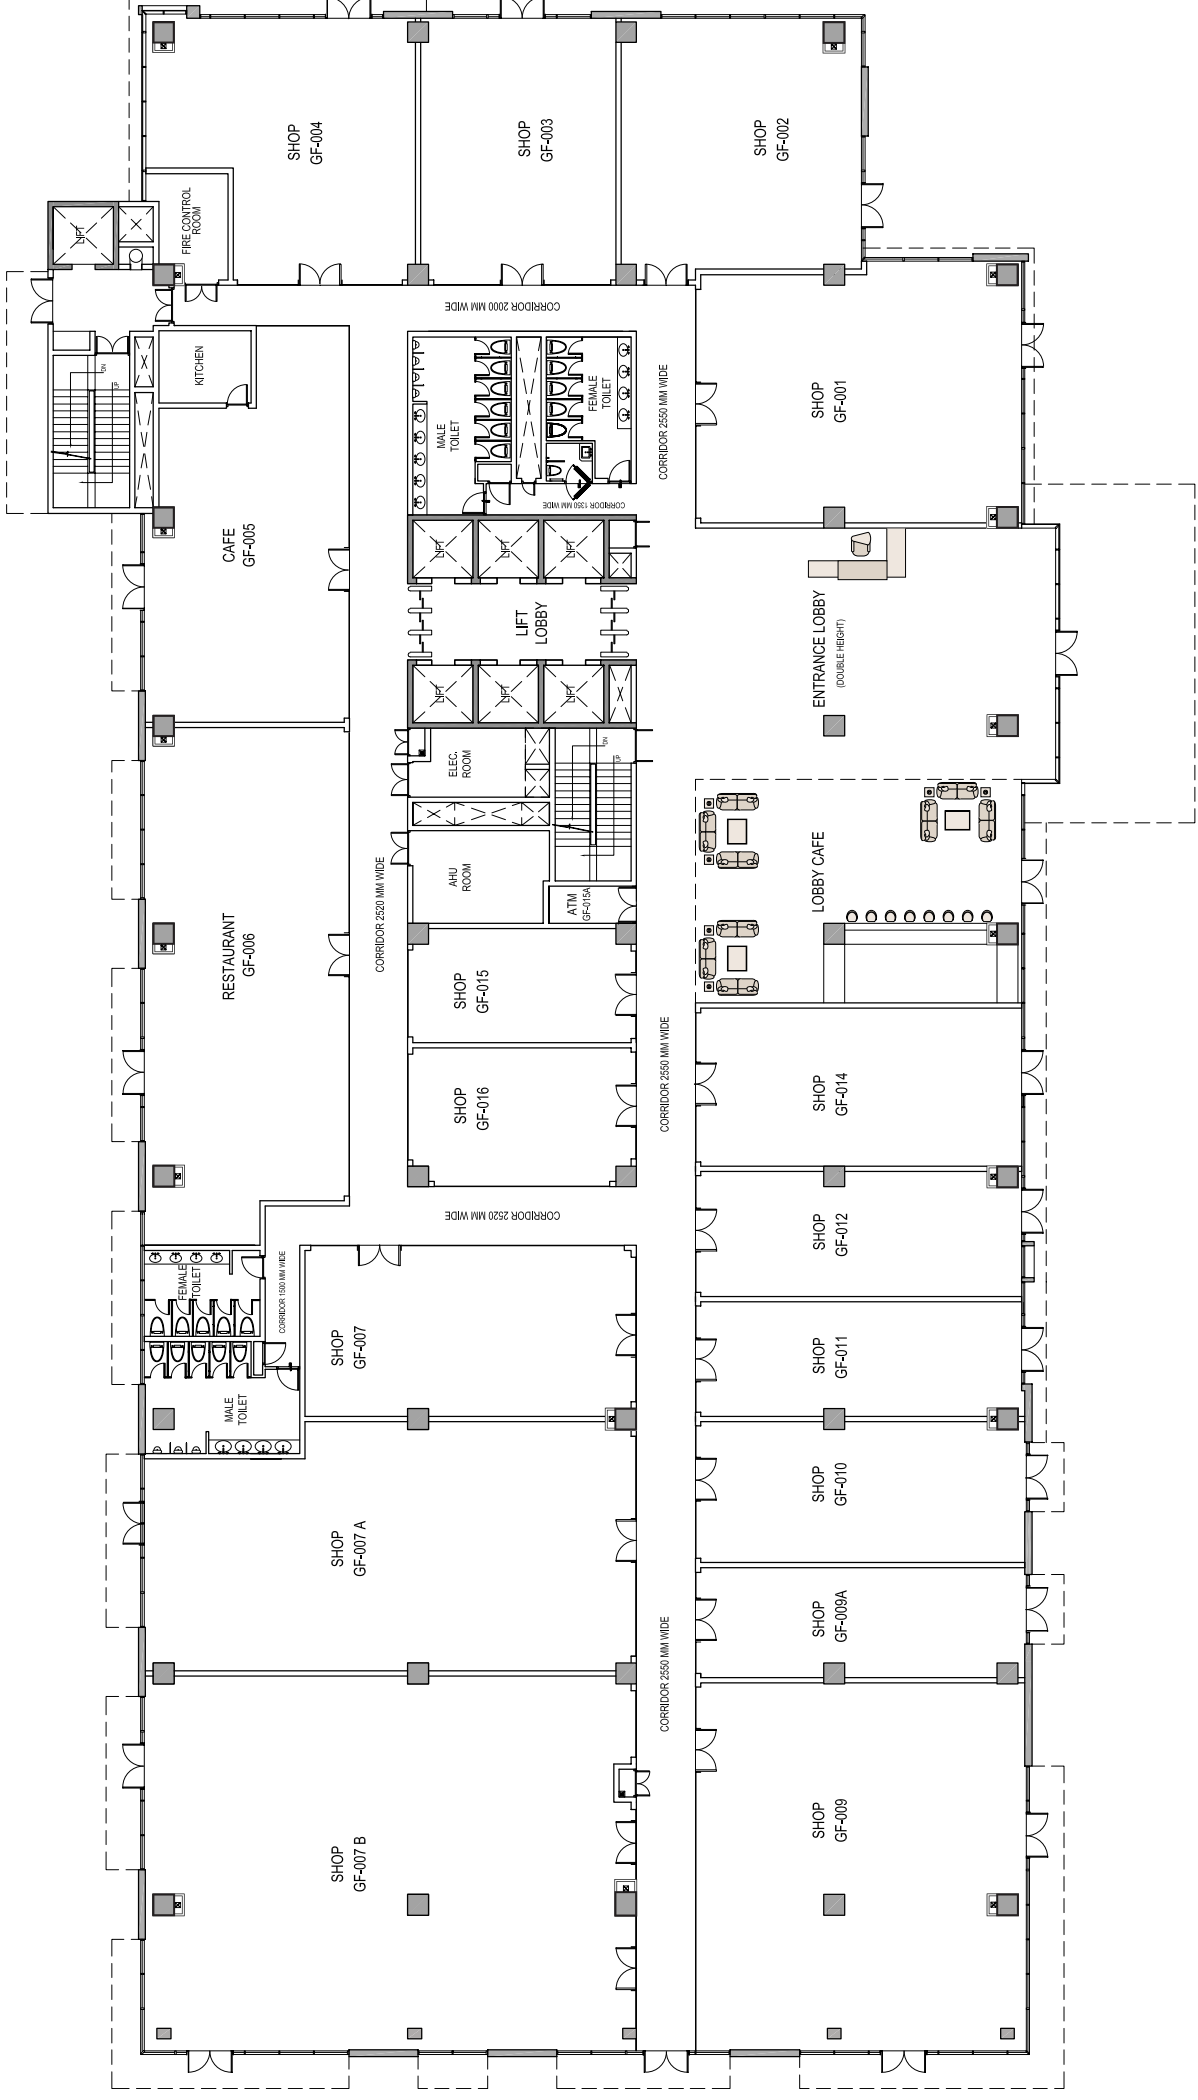 SHOP
GF-004
SHOP
GF-003
SHOP
GF-002
FIRE CONTROL
ROOM
LIFT
CORRIDOR 2000 MM WIDE
KITCHEN
DN
UP
MALE
TOILET
FEMALE
TOILET
CORRIDOR 2550 MM WIDE
SHOP
GF-001
CORRIDOR 1350 MM WIDE
CAFE
GF-005
LIFT
LIFT
LIFT
LIFT
LOBBY
ENTRANCE LOBBY
(DOUBLE HEIGHT)
LIFT
LIFT
LIFT
ELEC.
ROOM
DN
UP
AHU
ROOM
ATM
GF-015A
LOBBY CAFE
RESTAURANT
GF-006
CORRIDOR 2520 MM WIDE
SHOP
GF-015
SHOP
GF-016
CORRIDOR 2550 MM WIDE
SHOP
GF-014
CORRIDOR 2520 MM WIDE
SHOP
GF-012
FEMALE
TOILET
CORRIDOR 1500 MM WIDE
SHOP
GF-007
SHOP
GF-011
MALE
TOILET
SHOP
GF-010
SHOP
GF-007 A
SHOP
GF-009A
CORRIDOR 2550 MM WIDE
SHOP
GF-007 B
SHOP
GF-009